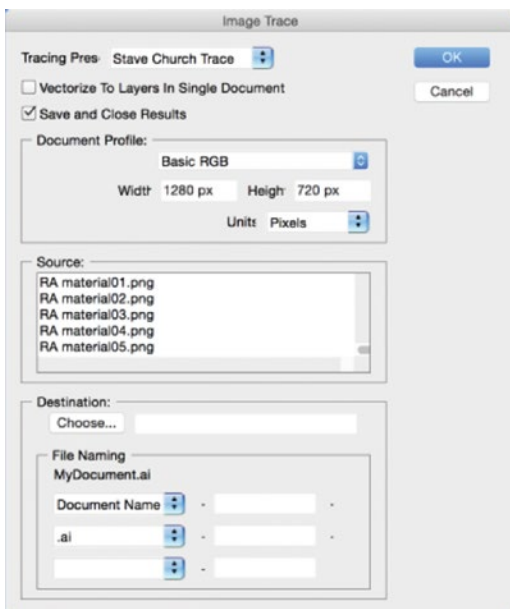 Image Trace
Tracing Pres Stave Church Trace OK
Vectorize To Layers In Single Document Cancel
Save and Close Results
Document Profile:
Basic RGB
Width 1280 px Heigh 720 px
Units Pixels
Source:
RA material01.png
RA material02.png
RA material03.png
RA material04.png
RA material05.png
Destination:
Choose...
File Naming
MyDocument.ai
Document Name - -
.ai - -
-